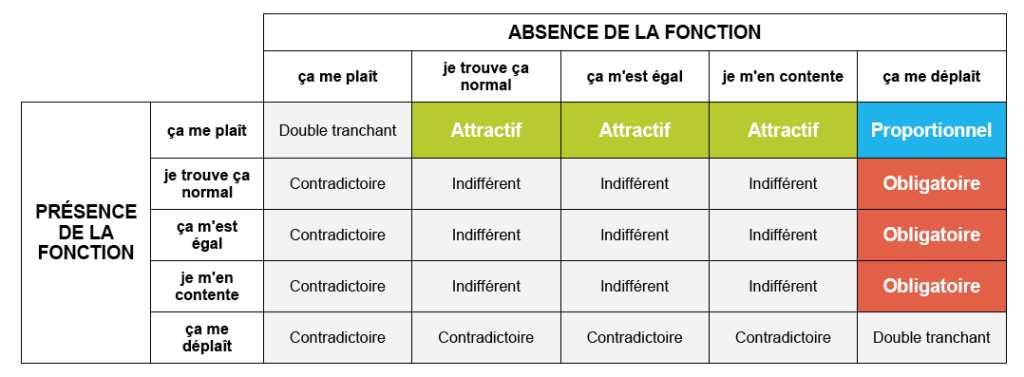 ABSENCE DE LA FONCTION
ça me plaît je trouve ça normal ça m'est égal je m'en contente ça me déplaît
PRÉSENCE DE LA FONCTION
ça me plaît Double tranchant Attractif Attractif Attractif Proportionnel
je trouve ça normal Contradictoire Indifférent Indifférent Indifférent Obligatoire
ça m'est égal Contradictoire Indifférent Indifférent Indifférent Obligatoire
je m'en contente Contradictoire Indifférent Indifférent Indifférent Obligatoire
ça me déplaît Contradictoire Contradictoire Contradictoire Contradictoire Double tranchant